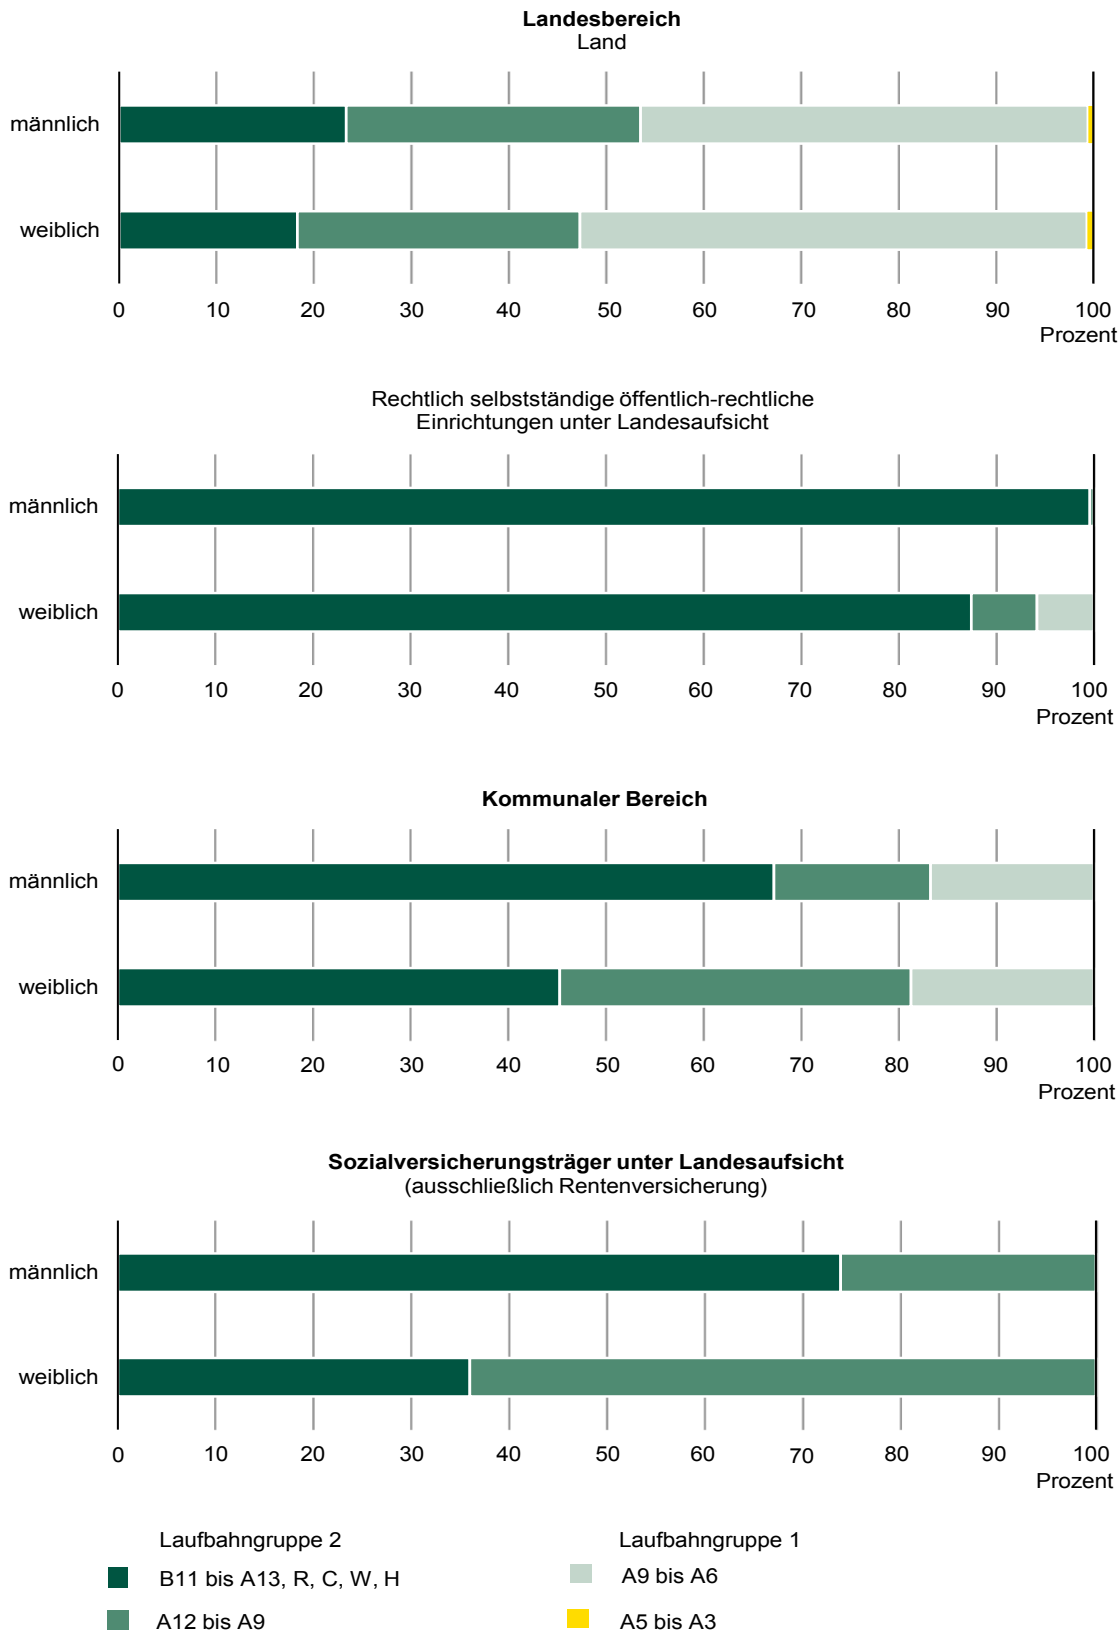 Landesbereich
Land
männlich
weiblich
0 10 20 30 40 50 60 70 80 90 100
Prozent
Rechtlich selbstständige öffentlich-rechtliche
Einrichtungen unter Landesaufsicht
männlich
weiblich
0 10 20 30 40 50 60 70 80 90 100
Prozent
Kommunaler Bereich
männlich
weiblich
0 10 20 30 40 50 60 70 80 90 100
Prozent
Sozialversicherungsträger unter Landesaufsicht
(ausschließlich Rentenversicherung)
männlich
weiblich
0 10 20 30 40 50 60 70 80 90 100
Prozent
Laufbahngruppe 2
B11 bis A13, R, C, W, H
A12 bis A9
Laufbahngruppe 1
A9 bis A6
A5 bis A3